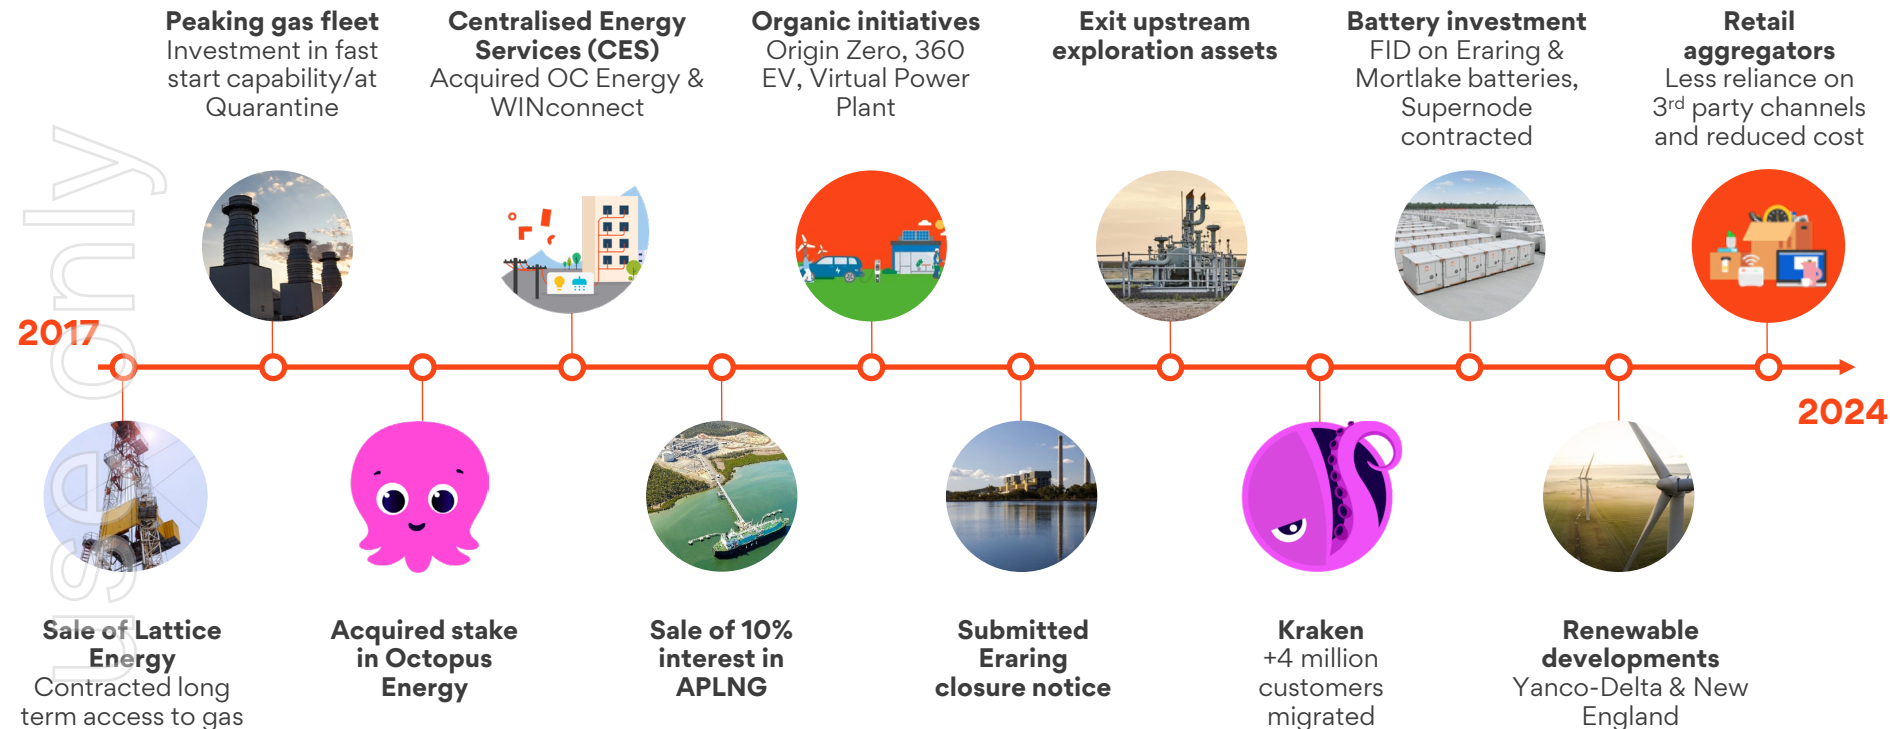 Peaking gas fleet
Investment in fast
start capability/at
Quarantine
Centralised Energy
Services (CES)
Acquired OC Energy &
WINconnect
Organic initiatives
Origin Zero, 360
EV, Virtual Power
Plant
Exit upstream
exploration assets
Battery investment
FID on Eraring &
Mortlake batteries,
Supernode
contracted
Retail
aggregators
Less reliance on
3rd party channels
and reduced cost
2017
2024
Sale of Lattice
Energy
Contracted long
term access to gas
Acquired stake
in Octopus
Energy
Sale of 10%
interest in
APLNG
Submitted
Eraring
closure notice
Kraken
+4 million
customers
migrated
Renewable
developments
Yanco-Delta & New
England
use only